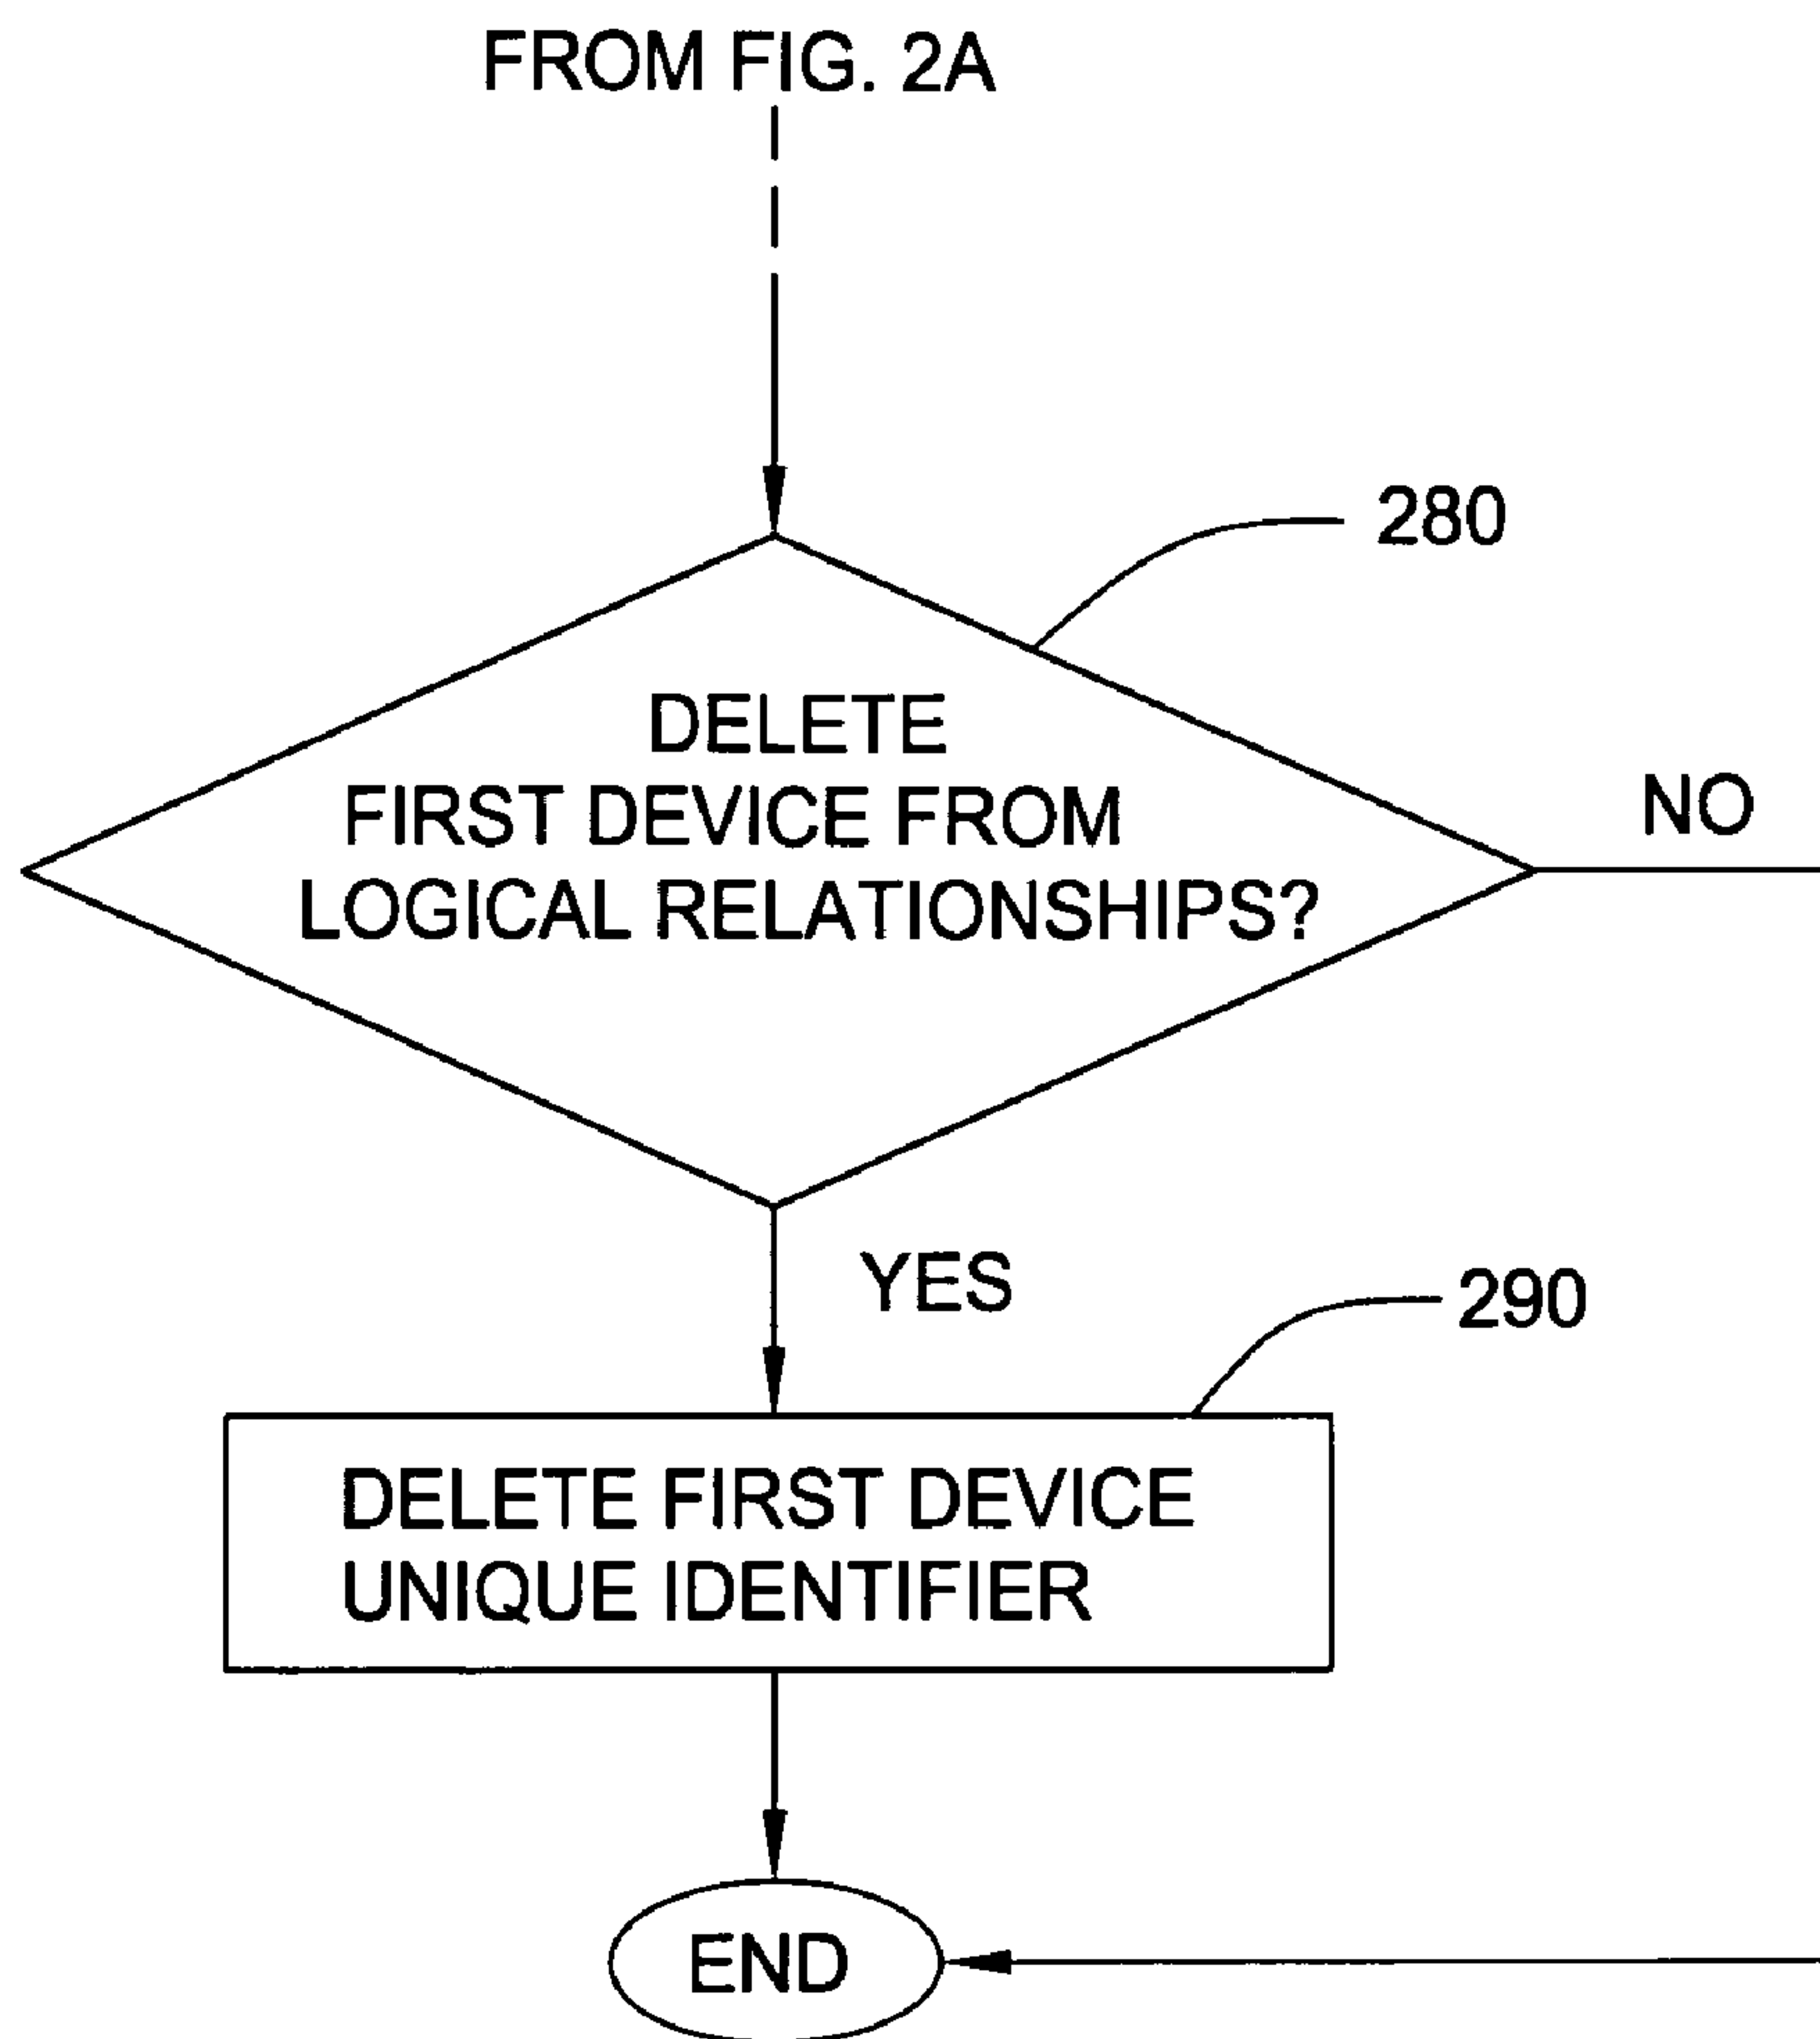 FROM FIG. 2A
280
DELETE
FIRST DEVICE FROM
LOGICAL RELATIONSHIPS?
NO
YES
290
DELETE FIRST DEVICE
UNIQUE IDENTIFIER
END